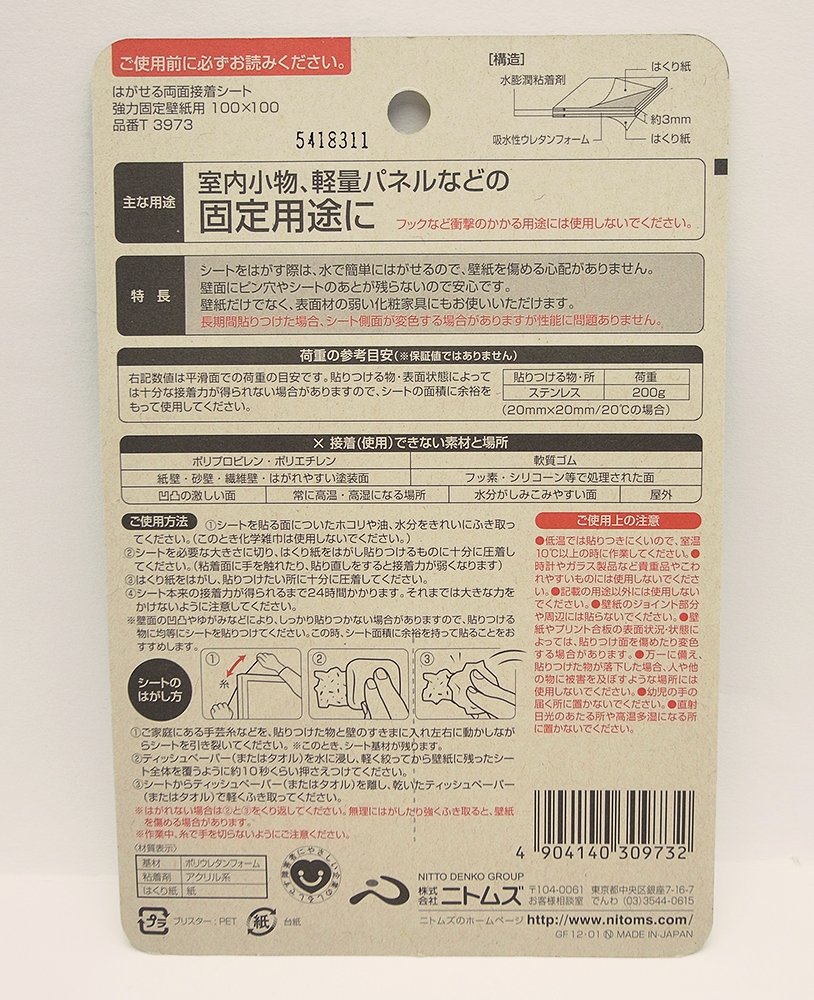 ご使用前に必ずお読みください。
はがせる両面接着シート
強力固定壁紙用 100×100
品番T 3973
5418311
[構造]
水膨潤粘着剤
はくり紙
約3mm
吸水性ウレタンフォーム
はくり紙
主な用途
室内小物、軽量パネルなどの
固定用途に
フックなど衝撃のかかる用途には使用しないでください。
特長
シートをはがす際は、水で簡単にはがせるので、壁紙を傷める心配がありません。
壁面にピン穴やシートのあとが残らないので安心です。
壁紙だけでなく、表面材の弱い化粧家具にもお使いいただけます。
長期間貼りつけた場合、シート側面が変色する場合がありますが性能に問題ありません。
荷重の参考目安(※保証値ではありません)
右記数値は平滑面での荷重の目安です。貼りつける物・表面状態によって
は十分な接着力が得られない場合がありますので、シートの面積に余裕を
もって使用してください。
貼りつける物・所 荷重
ステンレス 200g
(20mm×20mm/20℃の場合)
× 接着(使用)できない素材と場所
ポリプロピレン・ポリエチレン 軟質ゴム
紙壁・砂壁・繊維壁・はがれやすい塗装面 フッ素・シリコーン等で処理された面
凹凸の激しい面 常に高温・高湿になる場所 水分がしみこみやすい面 屋外
ご使用方法 ①シートを貼る面についたホコリや油、水分をきれいにふき取っ
てください。(このとき化学雑巾は使用しないでください。)
②シートを必要な大きさに切り、はくり紙をはがし貼りつけるものに十分に圧着し
てください。(粘着面に手を触れたり、貼り直しをすると接着力が弱くなります)
③はくり紙をはがし、貼りつけたい所に十分に圧着してください。
④シート本来の接着力が得られるまで24時間かかります。それまでは大きな力を
かけないように注意してください。
※壁面の凹凸やゆがみなどにより、しっかり貼りつかない場合がありますので、貼りつける
物に均等にシートを貼りつけてください。この時、シート面積に余裕を持って貼ることをお
すすめします。
シートの
はがし方
①
糸
②
③
①ご家庭にある手芸糸などを、貼りつけた物と壁のすきまに入れ左右に動かしなが
らシートを引き裂いてください。※このとき、シート基材が残ります。
②ティッシュペーパー(またはタオル)を水に浸し、軽く絞ってから壁紙に残ったシー
ト全体を覆うように約10秒くらい押さえつけてください。
③シートからティッシュペーパー(またはタオル)を離し、乾いたティッシュペーパー
(またはタオル)で軽くふき取ってください。
※はがれない場合は②と③をくり返してください。無理にはがしたり強くふき取ると、壁紙
を傷める場合があります。
※作業中、糸で手を切らないようにご注意ください。
ご使用上の注意
●低温では貼りつきにくいので、室温
10℃以上の時に作業してください。●
時計やガラス製品など貴重品やこわ
れやすいものには使用しないでくださ
い。●記載の用途以外には使用しない
でください。●壁紙のジョイント部分
や周辺には貼らないでください。●壁
紙やプリント合板の表面状況・状態に
よっては、貼りつけ面を傷めたり変色
する場合があります。●万一に備え、
貼りつけた物が落下した場合、人や他
の物に被害を及ぼすような場所には
使用しないでください。●幼児の手の
届く所に置かないでください。●直射
日光のあたる所や高温多湿になる所
に置かないでください。
4 904140 309732
〈材質表示〉
基材 ポリウレタンフォーム
粘着剤 アクリル系
はくり紙 紙
NITTO DENKO GROUP
株式会社 ニトムズ
〒104-0061 東京都中央区銀座7-16-7
お客様相談室 でんわ (03)3544-0615
プラ ブリスター:PET 紙 台紙
ニトムズのホームページ http://www.nitoms.com/
GF 12・01 Ⓝ MADE IN JAPAN